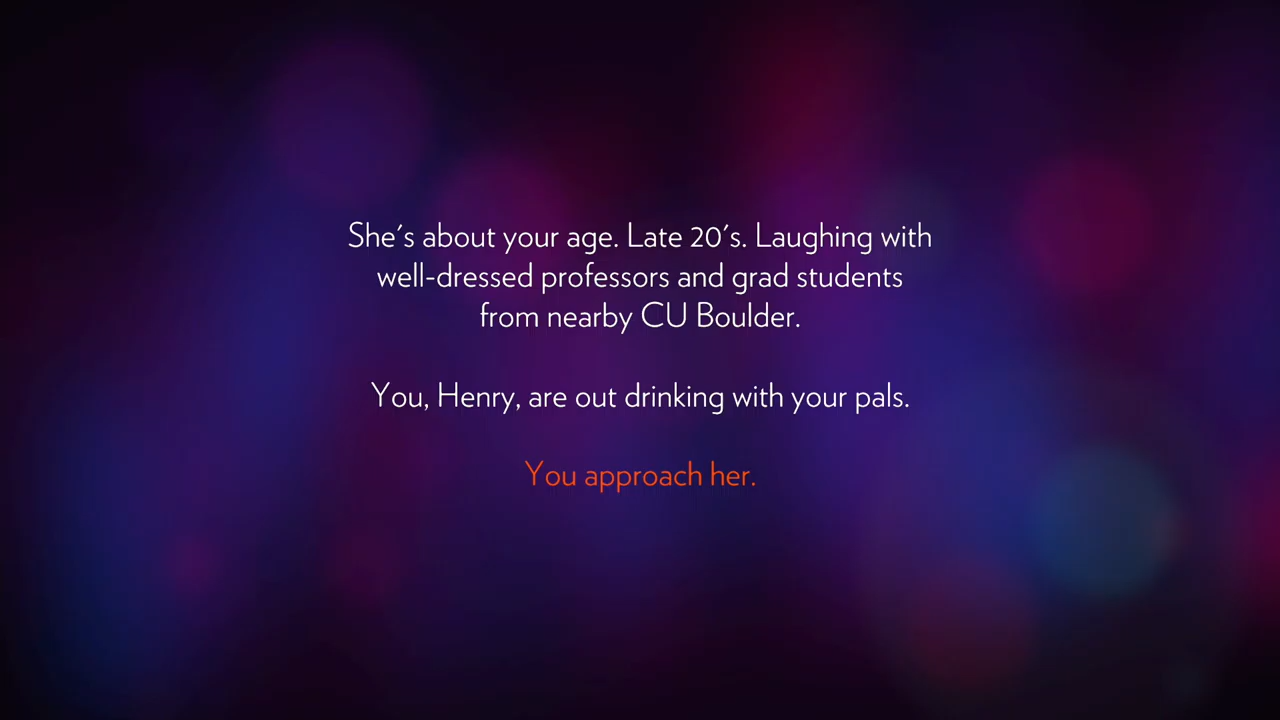 She's about your age. Late 20's. Laughing with
well-dressed professors and grad students
from nearby CU Boulder.
You, Henry, are out drinking with your pals.
You approach her.